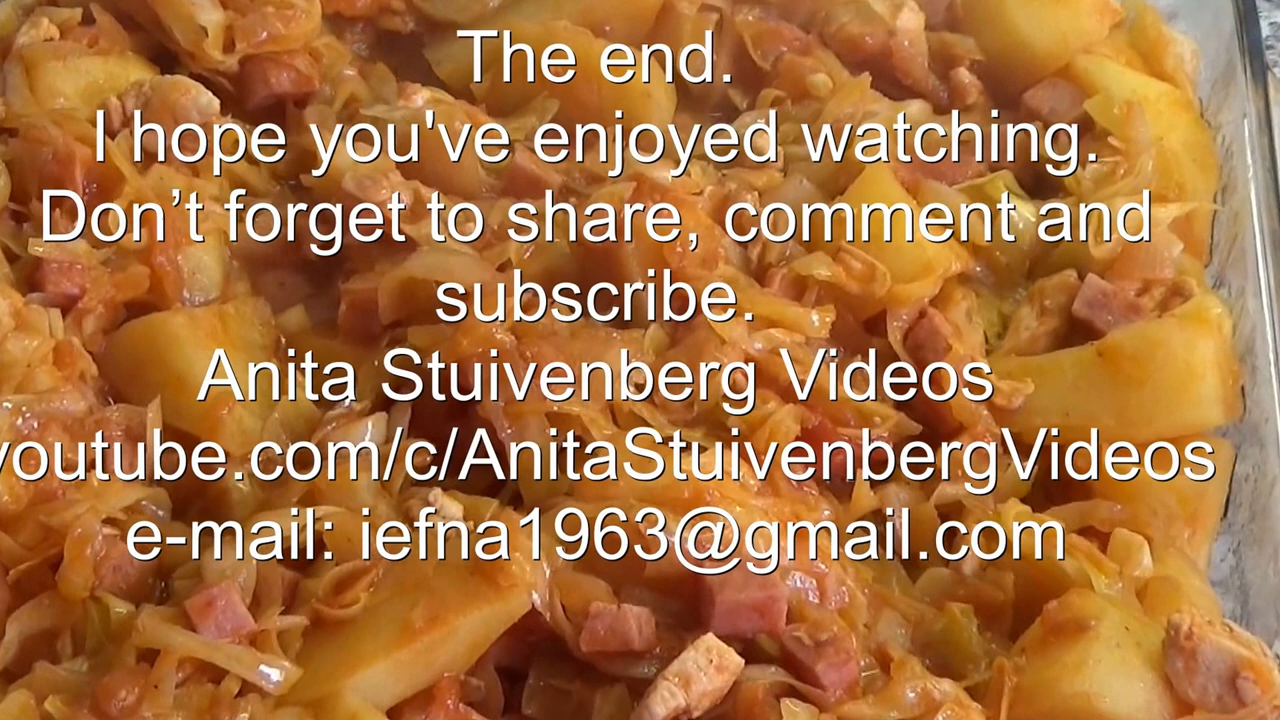 The end.
I hope you've enjoyed watching.
Don’t forget to share, comment and
subscribe.
Anita Stuivenberg Videos
youtube.com/c/AnitaStuivenbergVideos
e-mail: iefna1963@gmail.com